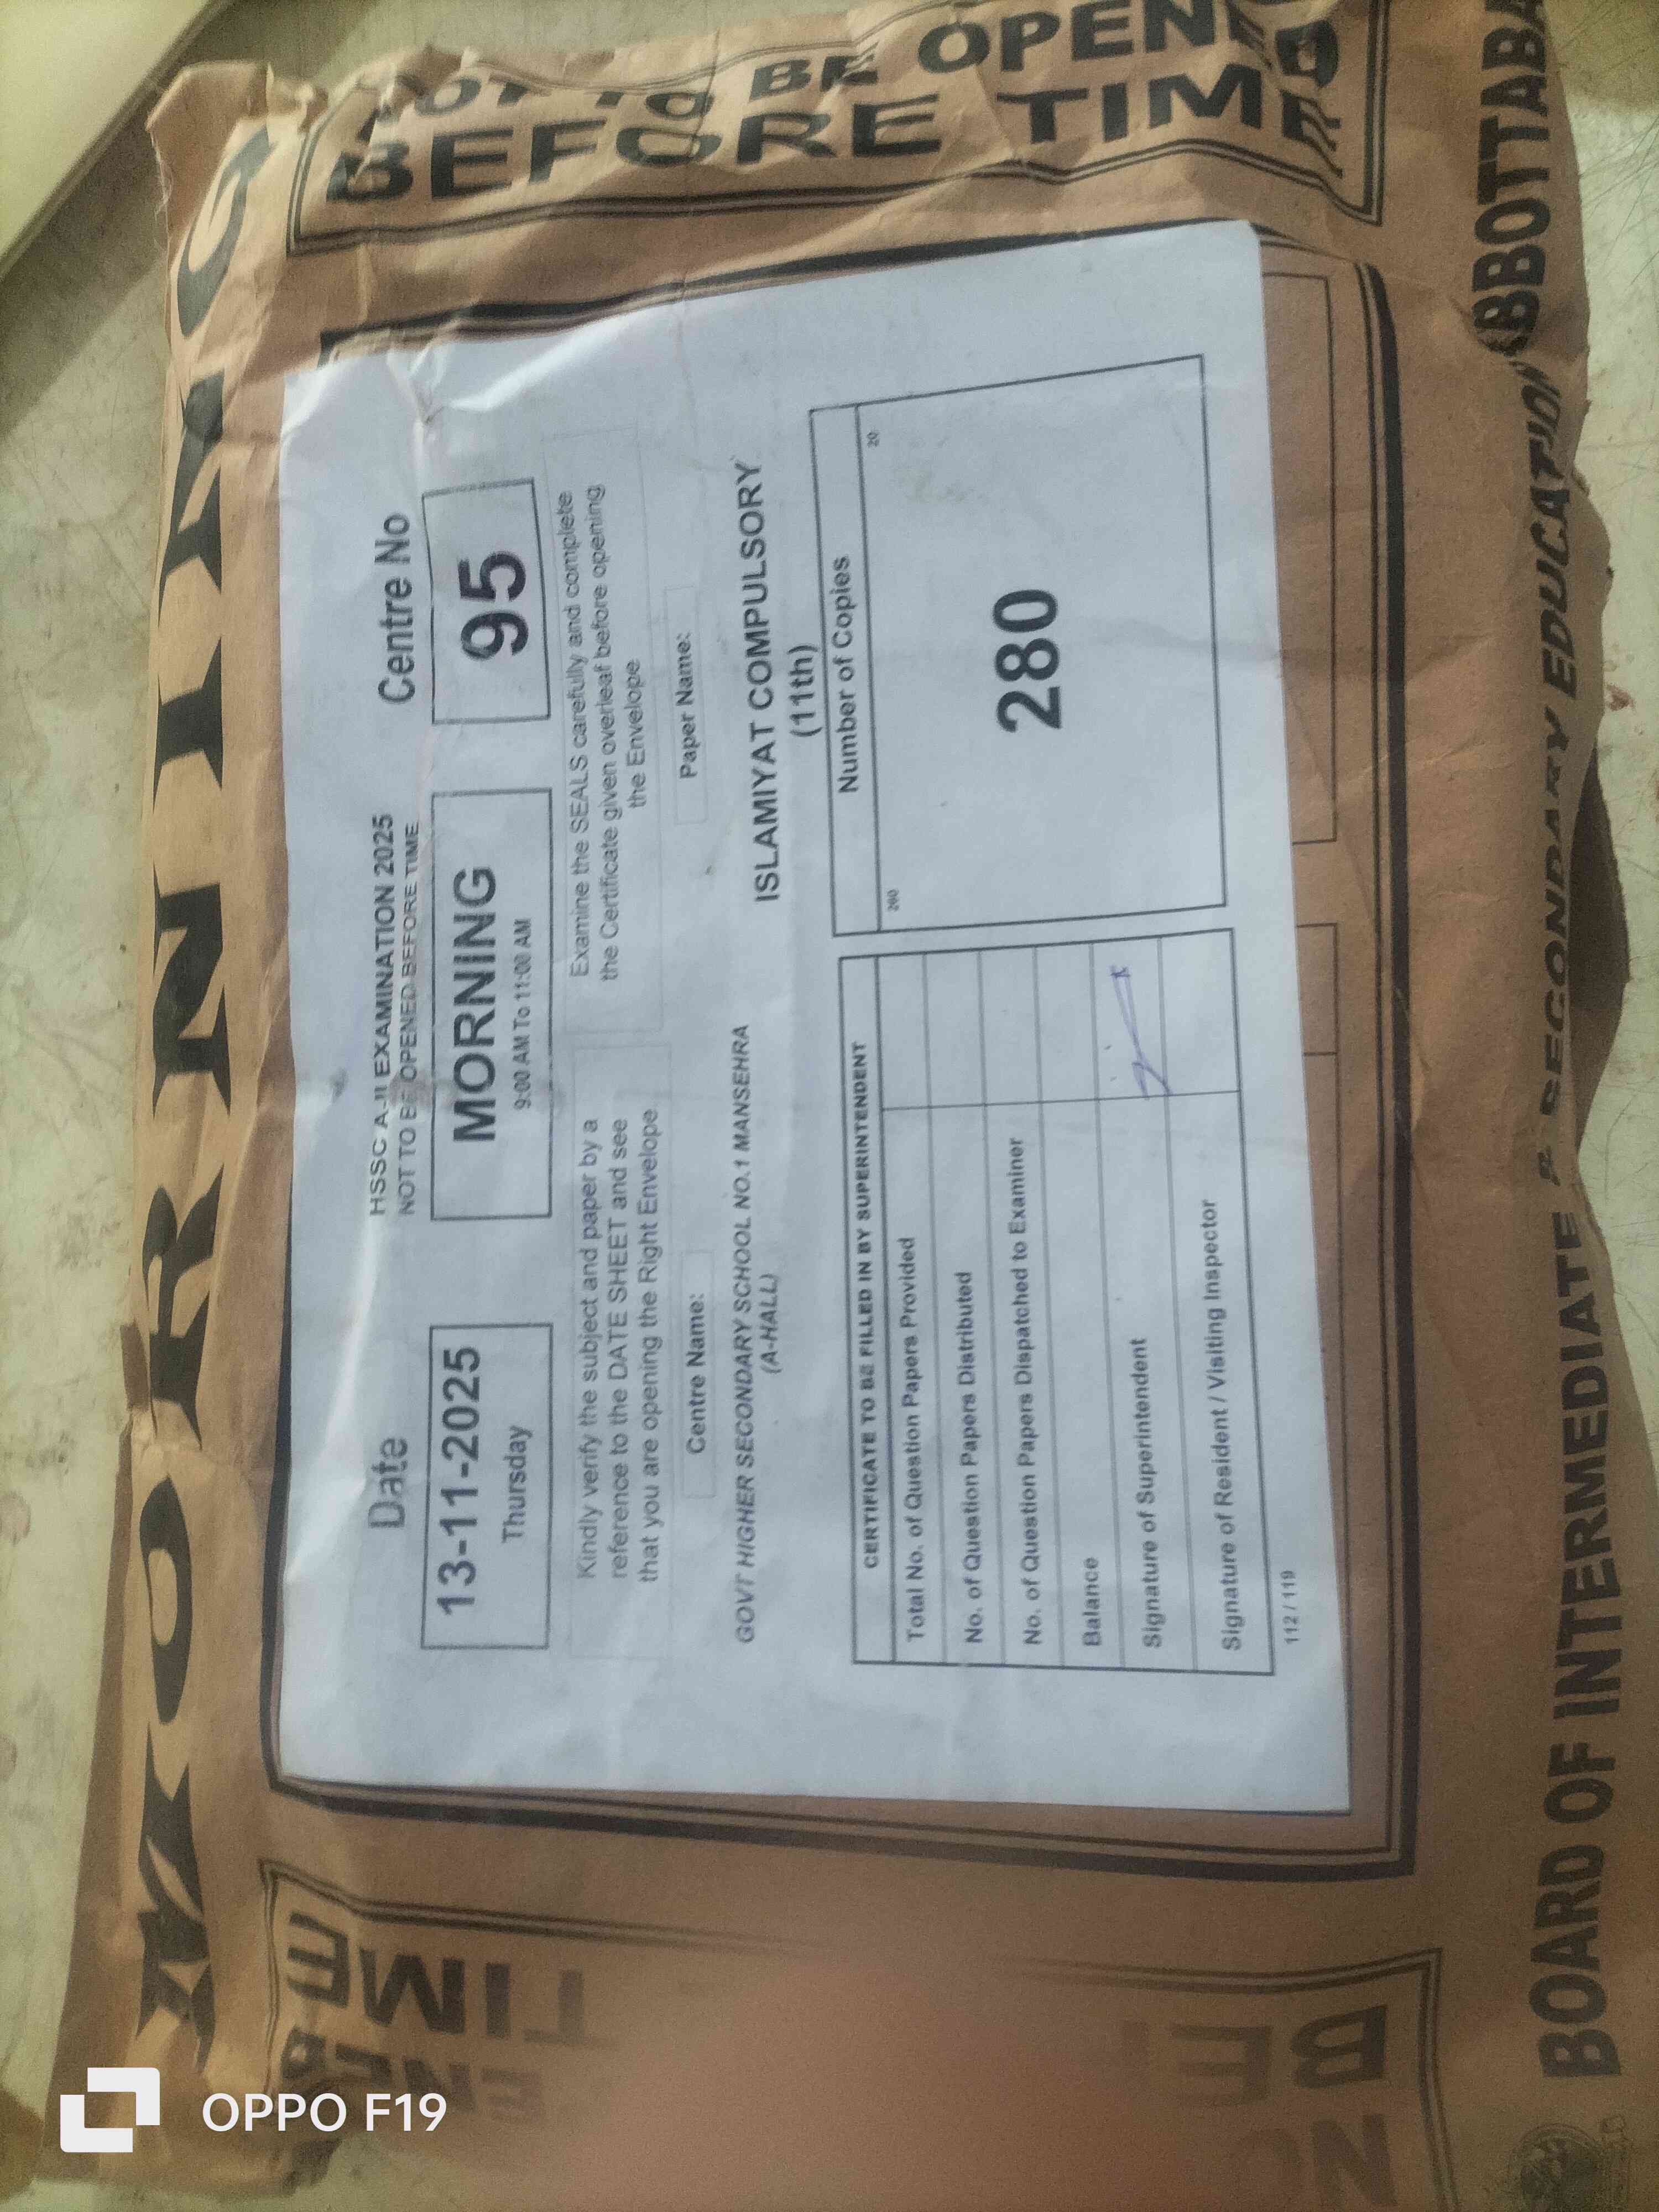 MORNING
NOT TO BE OPENED
BEFORE TIME
Date
13-11-2025
Thursday
HSSC A-II EXAMINATION 2025
NOT TO BE OPENED BEFORE TIME
MORNING
9:00 AM To 11:00 AM
Centre No
95
Kindly verify the subject and paper by a
reference to the DATE SHEET and see
that you are opening the Right Envelope
Examine the SEALS carefully and complete
the Certificate given overleaf before opening
the Envelope
Centre Name:
GOVT HIGHER SECONDARY SCHOOL NO.1 MANSEHRA
(A-HALL)
Paper Name:
ISLAMIYAT COMPULSORY
(11th)
CERTIFICATE TO BE FILLED IN BY SUPERINTENDENT
Total No. of Question Papers Provided
No. of Question Papers Distributed
No. of Question Papers Dispatched to Examiner
Balance
Signature of Superintendent
Signature of Resident / Visiting Inspector
112 / 119
Number of Copies
260 20
280
TIME
BE
BOARD OF INTERMEDIATE & SECONDARY EDUCATION ABBOTTABA
OPPO F19